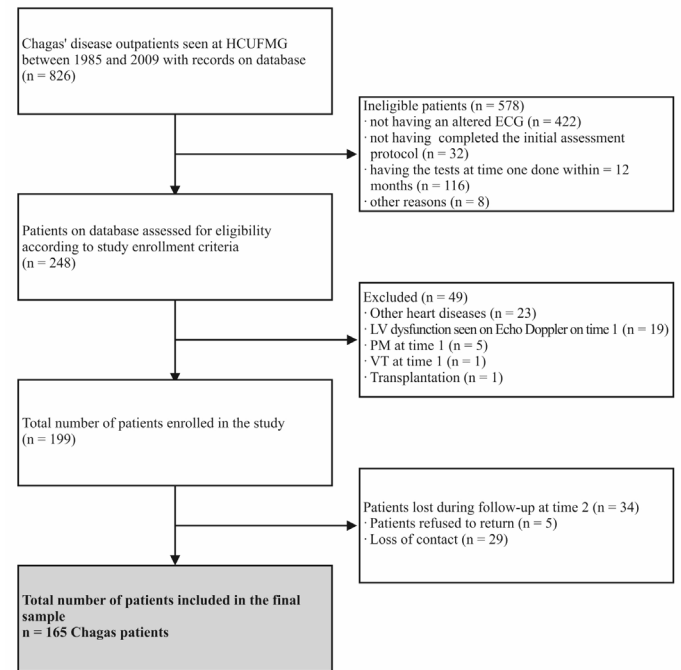 Chagas' disease outpatients seen at HCUFMG
between 1985 and 2009 with records on database
(n = 826)
Ineligible patients (n = 578)
· not having an altered ECG (n = 422)
· not having completed the initial assessment
protocol (n = 32)
· having the tests at time one done within = 12
months (n = 116)
· other reasons (n = 8)
Patients on database assessed for eligibility
according to study enrollment criteria
(n = 248)
Excluded (n = 49)
· Other heart diseases (n = 23)
· LV dysfunction seen on Echo Doppler on time 1 (n = 19)
· PM at time 1 (n = 5)
· VT at time 1 (n = 1)
· Transplantation (n = 1)
Total number of patients enrolled in the study
(n = 199)
Patients lost during follow-up at time 2 (n = 34)
· Patients refused to return (n = 5)
· Loss of contact (n = 29)
Total number of patients included in the final
sample
n = 165 Chagas patients